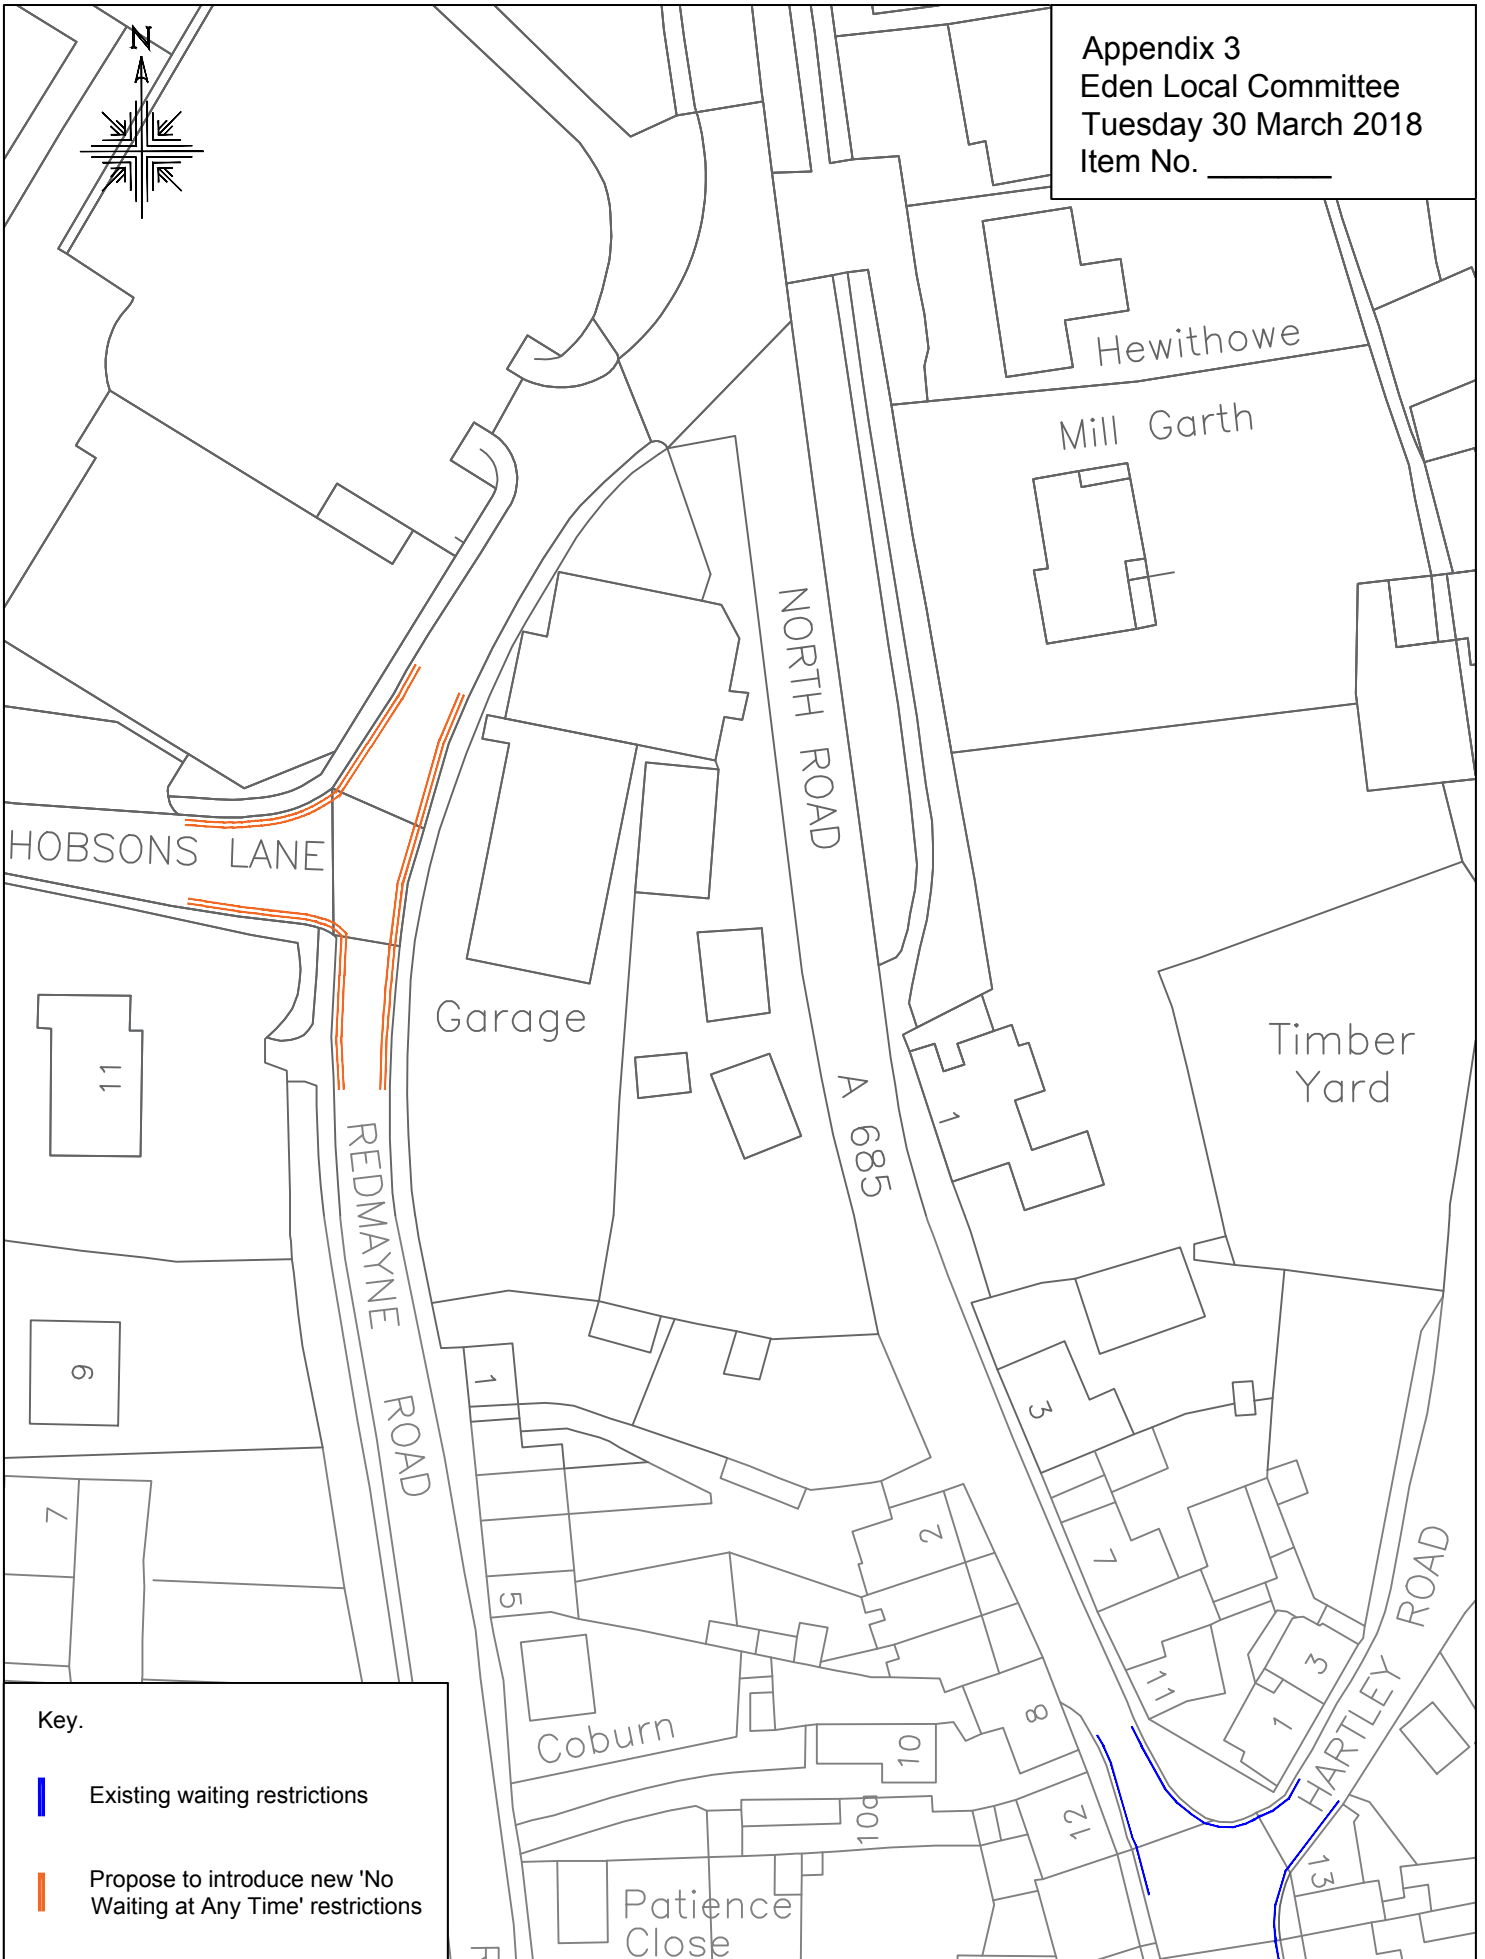 N
Appendix 3
Eden Local Committee
Tuesday 30 March 2018
Item No. _______
Hewithowe
Mill Garth
NORTH ROAD
HOBSONS LANE
Garage
Timber
Yard
11
A 685
1
REDMAYNE ROAD
9
1
3
7
2
7
5
HARTLEY ROAD
11
3
1
8
Coburn
10
10a
12
13
Patience
Close
R
Key.
Existing waiting restrictions
Propose to introduce new 'No
Waiting at Any Time' restrictions